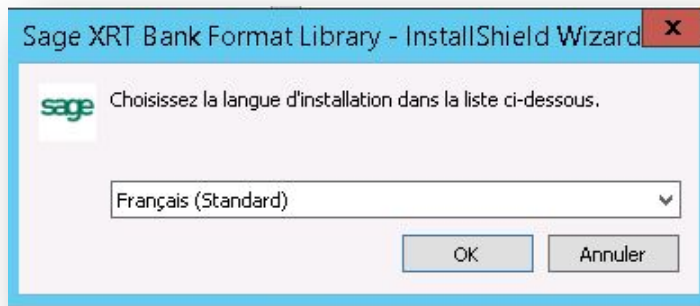 Sage XRT Bank Format Library - InstallShield Wizard x
sage Choisissez la langue d'installation dans la liste ci-dessous.
Français (Standard)
OK Annuler